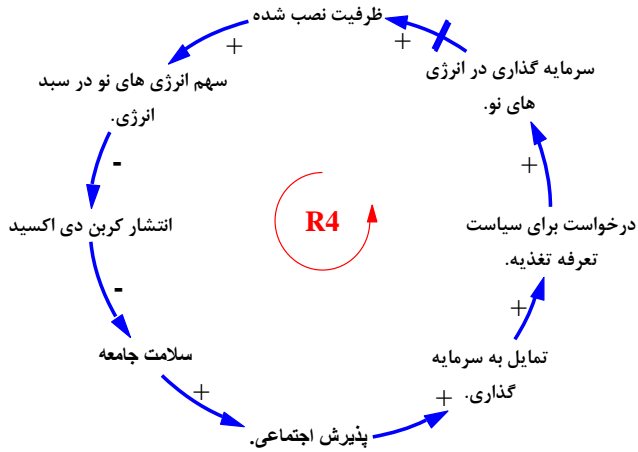 ظرفیت نصب شده
+
+
سرمایه گذاری در انرژی
های نو.
سهم انرژی های نو در سبد
انرژی.
-
+
R4
انتشار کربن دی اکسید
درخواست برای سیاست
تعرفه تغذیه.
-
+
سلامت جامعه
تمایل به سرمایه
گذاری.
+
+
پذیرش اجتماعی.